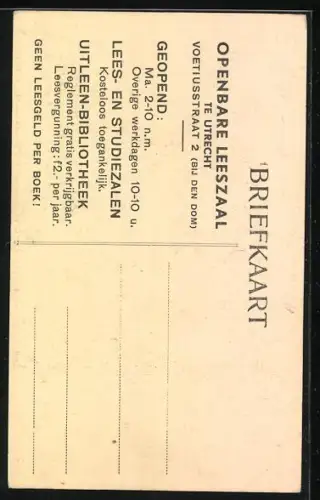 BRIEFKAART
OPENBARE LEESZAAL
TE UTRECHT
VOETIUSSTRAAT 2 (BIJ DEN DOM)
GEOPEND:
Ma. 2-10 n.m.
Overige werkdagen 10-10 u.
LEES- EN STUDIEZALEN
Kosteloos toegankelijk.
UITLEEN-BIBLIOTHEEK
Reglement gratis verkrijgbaar.
Leesvergunning: f2.- per jaar.
GEEN LEESGELD PER BOEK!